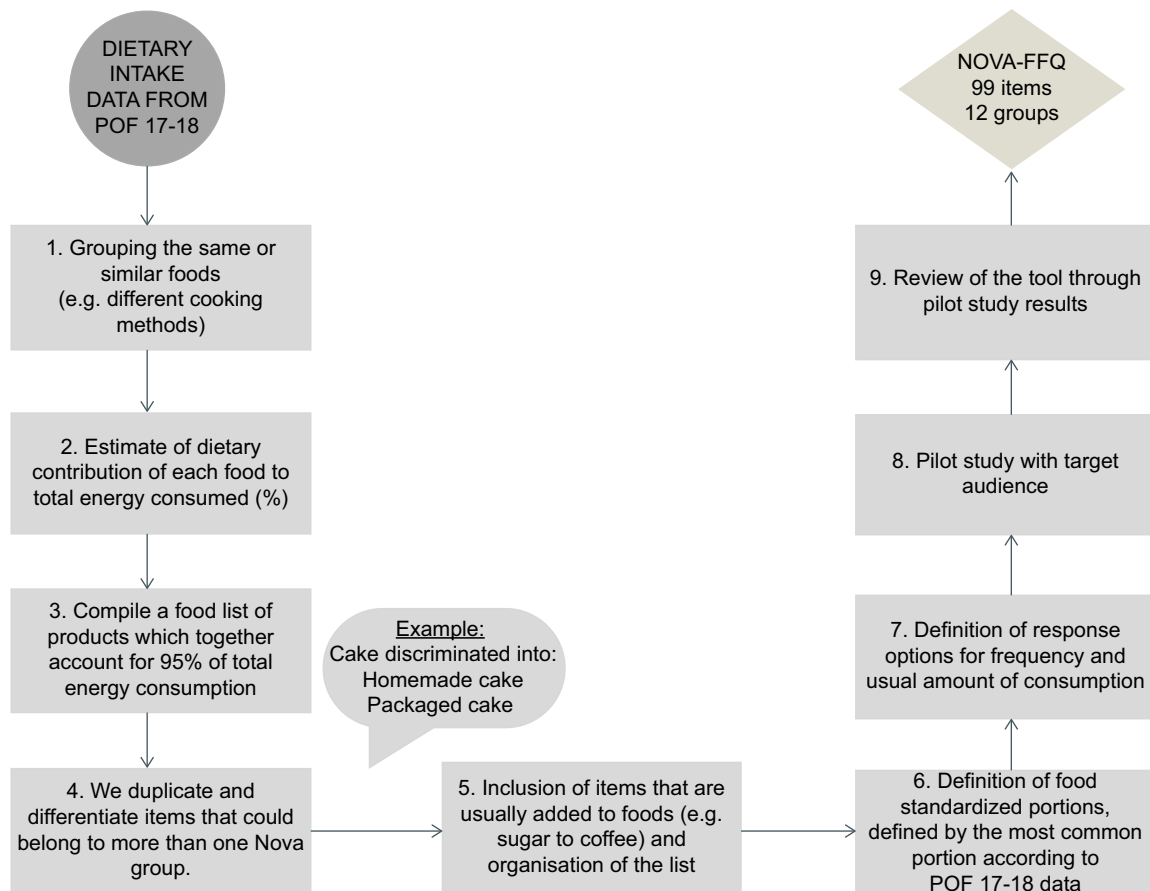 DIETARY
INTAKE
DATA FROM
POF 17-18
1. Grouping the same or
similar foods
(e.g. different cooking
methods)
2. Estimate of dietary
contribution of each food to
total energy consumed (%)
3. Compile a food list of
products which together
account for 95% of total
energy consumption
4. We duplicate and
differentiate items that could
belong to more than one Nova
group.
Example:
Cake discriminated into:
Homemade cake
Packaged cake
5. Inclusion of items that are
usually added to foods (e.g.
sugar to coffee) and
organisation of the list
6. Definition of food
standardized portions,
defined by the most common
portion according to
POF 17-18 data
7. Definition of response
options for frequency and
usual amount of consumption
8. Pilot study with target
audience
9. Review of the tool through
pilot study results
NOVA-FFQ
99 items
12 groups